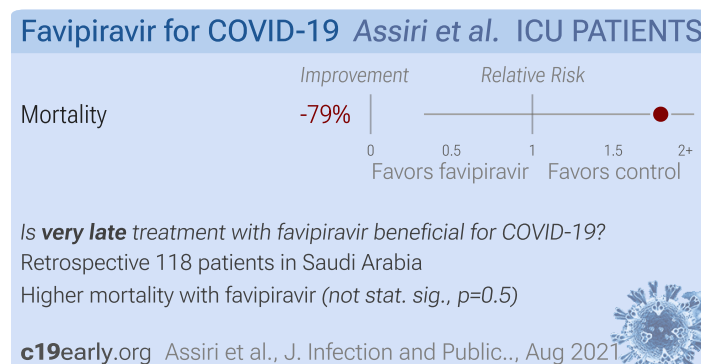 Favipiravir for COVID-19 Assiri et al. ICU PATIENTS
Improvement Relative Risk
Mortality -79%
0 0.5 1 1.5 2+
Favors favipiravir Favors control
Is very late treatment with favipiravir beneficial for COVID-19?
Retrospective 118 patients in Saudi Arabia
Higher mortality with favipiravir (not stat. sig., p=0.5)
c19early.org Assiri et al., J. Infection and Public.., Aug 2021